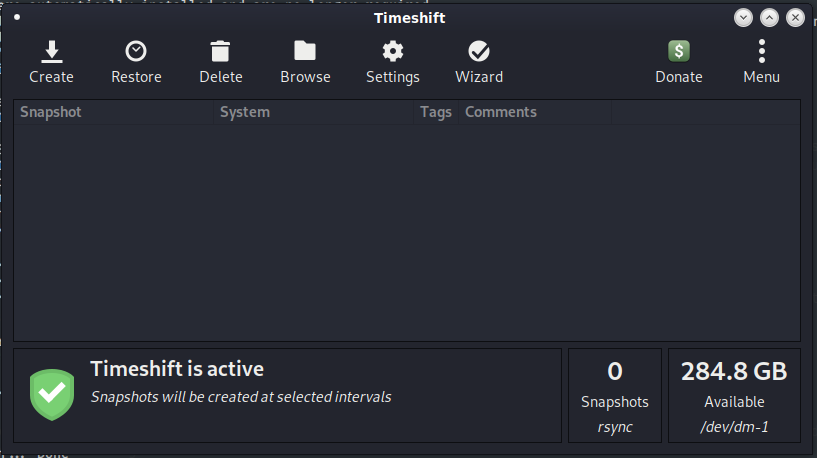 Timeshift
Create Restore Delete Browse Settings Wizard Donate Menu
Snapshot System Tags Comments
Timeshift is active
Snapshots will be created at selected intervals
0
Snapshots
rsync
284.8 GB
Available
/dev/dm-1